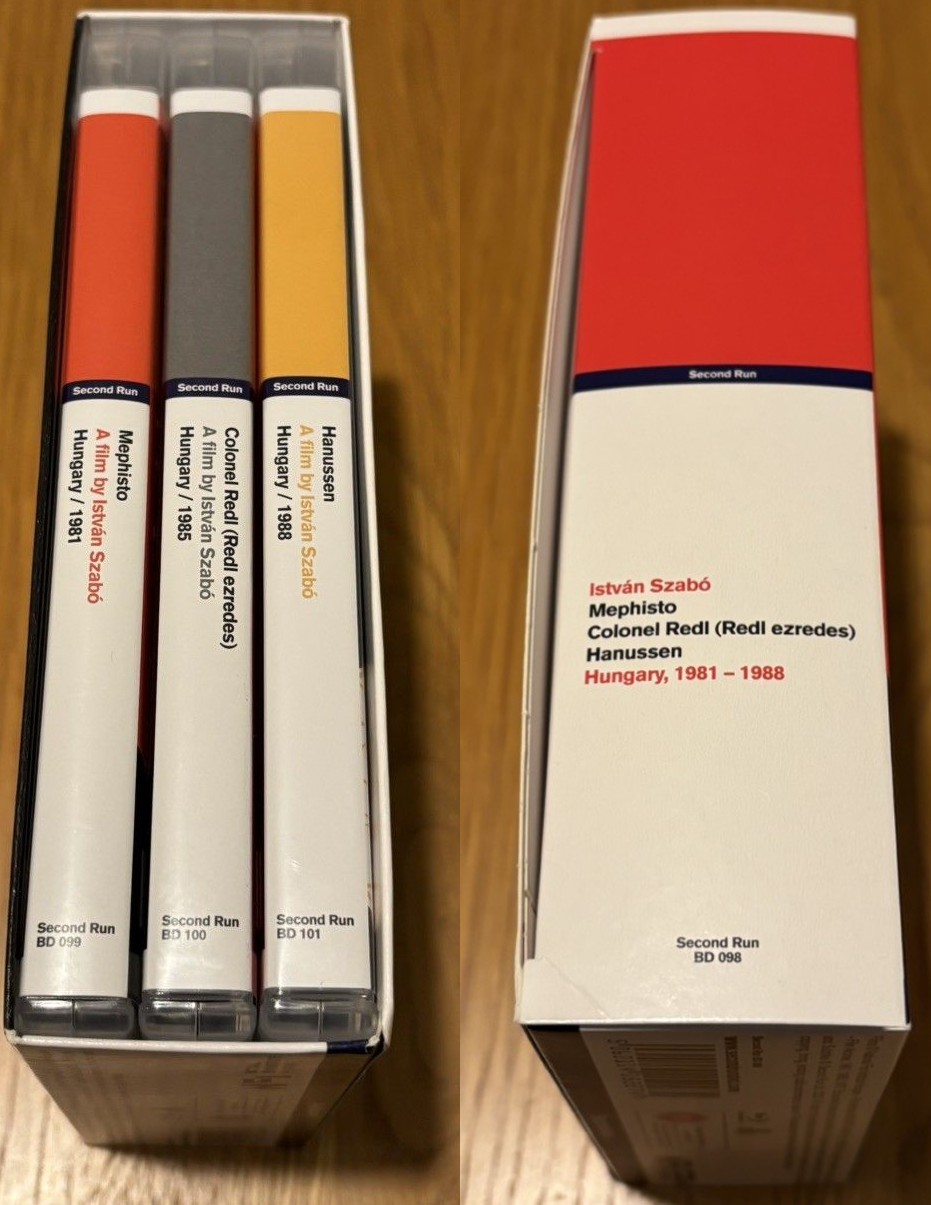 Second Run
Mephisto
A film by István Szabó
Hungary / 1981
Second Run
BD 099
Second Run
Colonel Redl (Redl ezredes)
A film by István Szabó
Hungary / 1985
Second Run
BD 100
Second Run
Hanussen
A film by István Szabó
Hungary / 1988
Second Run
BD 101
Second Run
István Szabó
Mephisto
Colonel Redl (Redl ezredes)
Hanussen
Hungary, 1981 – 1988
Second Run
BD 098